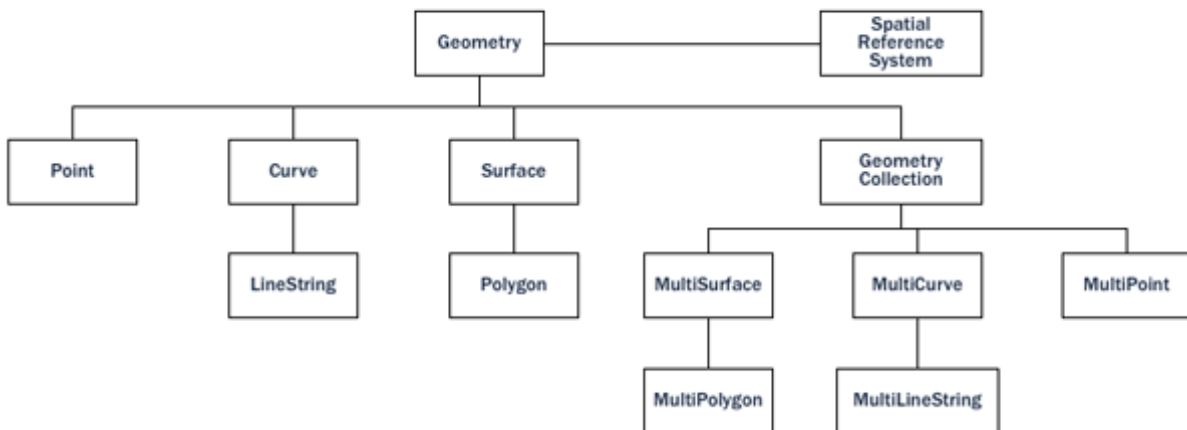 Geometry
Spatial
Reference
System
Point
Curve
Surface
Geometry
Collection
LineString
Polygon
MultiSurface
MultiCurve
MultiPoint
MultiPolygon
MultiLineString